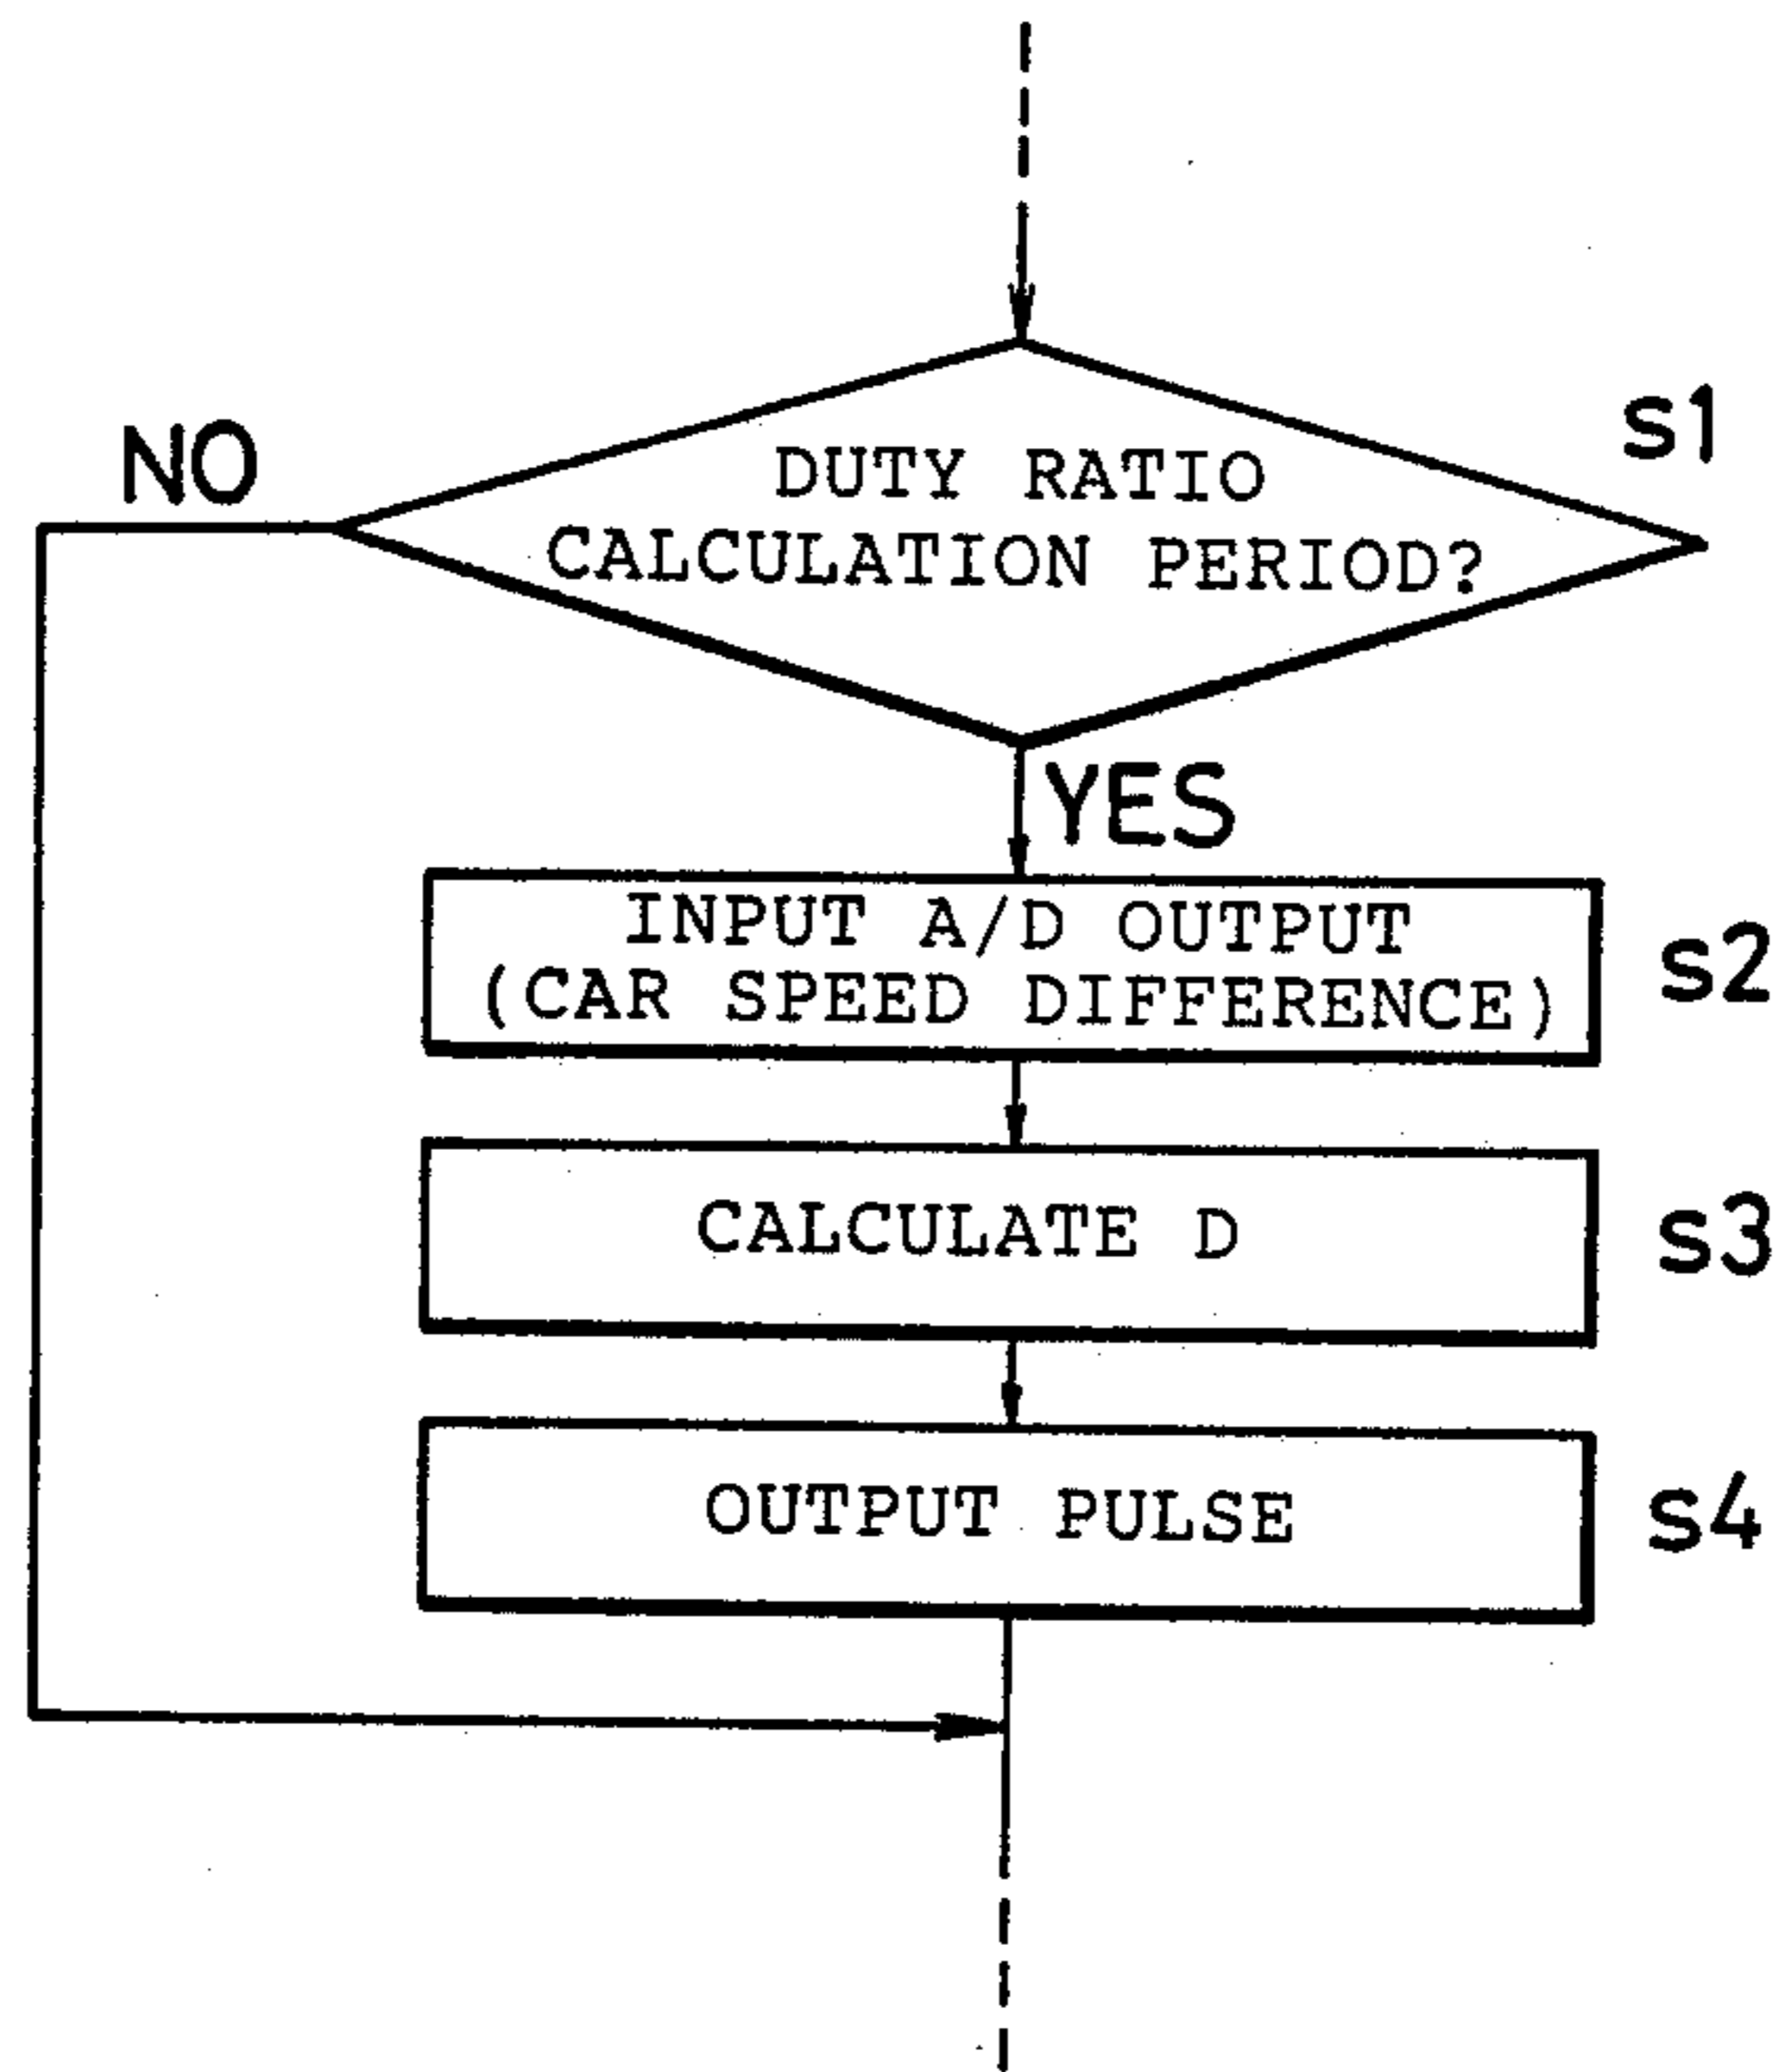 NO
s1
DUTY RATIO
CALCULATION PERIOD?
YES
INPUT A/D OUTPUT
(CAR SPEED DIFFERENCE)
s2
CALCULATE D
s3
OUTPUT PULSE
s4